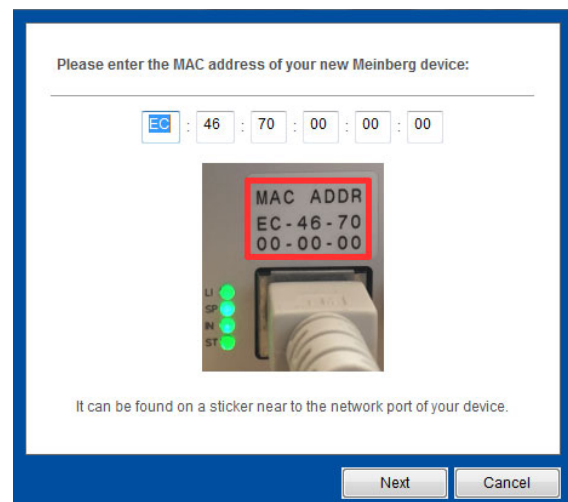 Please enter the MAC address of your new Meinberg device:
EC : 46 : 70 : 00 : 00 : 00
MAC ADDR
EC-46-70
00-00-00
LI
SP
IN
ST
It can be found on a sticker near to the network port of your device.
Next Cancel